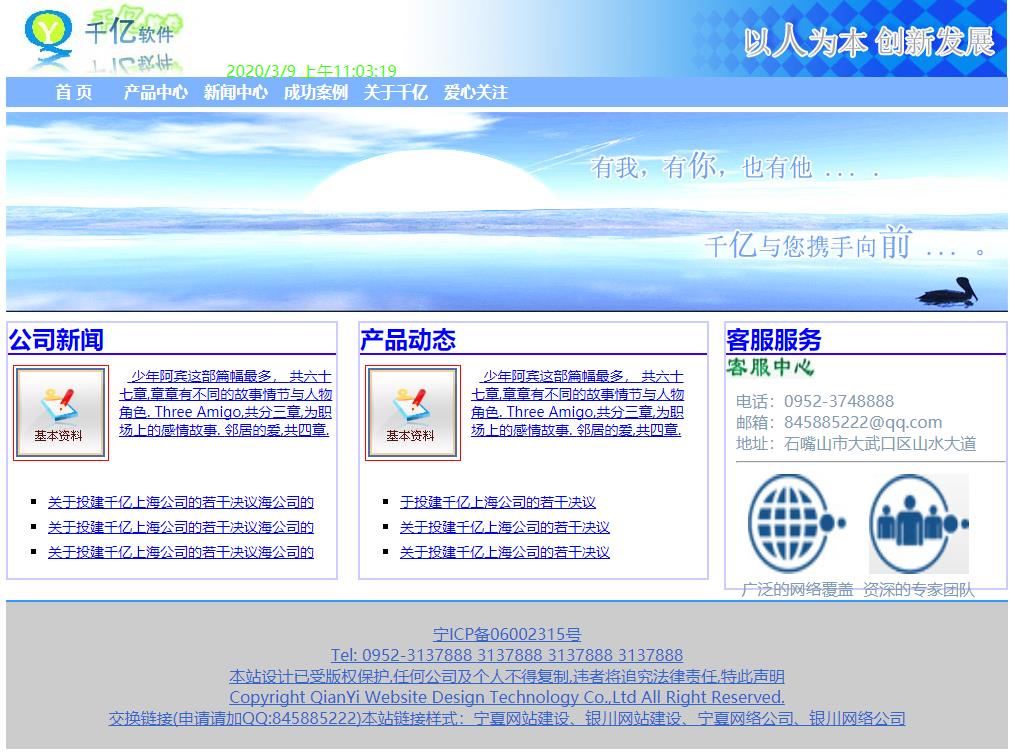 千亿软件
以人为本 创新发展
2020/3/9 上午11:03:19
首 页 产品中心 新闻中心 成功案例 关于千亿 爱心关注
有我，有你，也有他 ... .
千亿与您携手向前 ... 。
公司新闻
基本资料
少年阿宾这部篇幅最多， 共六十
七章,章章有不同的故事情节与人物
角色. Three Amigo,共分三章,为职
场上的感情故事. 邻居的爱,共四章.
关于投建千亿上海公司的若干决议海公司的
关于投建千亿上海公司的若干决议海公司的
关于投建千亿上海公司的若干决议海公司的
产品动态
基本资料
少年阿宾这部篇幅最多， 共六十
七章,章章有不同的故事情节与人物
角色. Three Amigo,共分三章,为职
场上的感情故事. 邻居的爱,共四章.
于投建千亿上海公司的若干决议
关于投建千亿上海公司的若干决议
关于投建千亿上海公司的若干决议
客服服务
客服中心
电话：0952-3748888
邮箱：845885222@qq.com
地址：石嘴山市大武口区山水大道
广泛的网络覆盖 资深的专家团队
宁ICP备06002315号
Tel: 0952-3137888 3137888 3137888 3137888
本站设计已受版权保护,任何公司及个人不得复制,违者将追究法律责任,特此声明
Copyright QianYi Website Design Technology Co.,Ltd All Right Reserved.
交换链接(申请请加QQ:845885222)本站链接样式：宁夏网站建设、银川网站建设、宁夏网络公司、银川网络公司